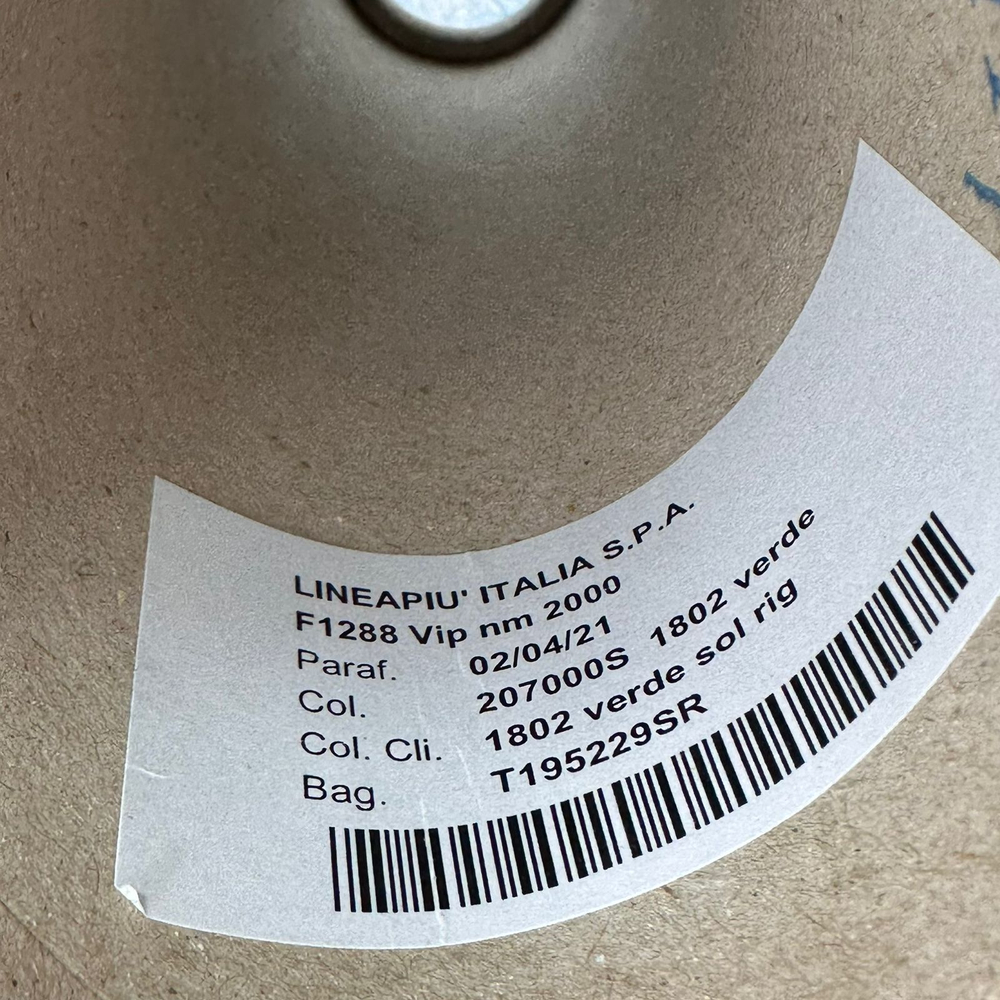 LINEAPIU' ITALIA S.P.A.
F1288 Vip nm 2000
Paraf. 02/04/21
Col. 207000S 1802 verde
Col. Cli. 1802 verde sol rig
Bag. T195229SR